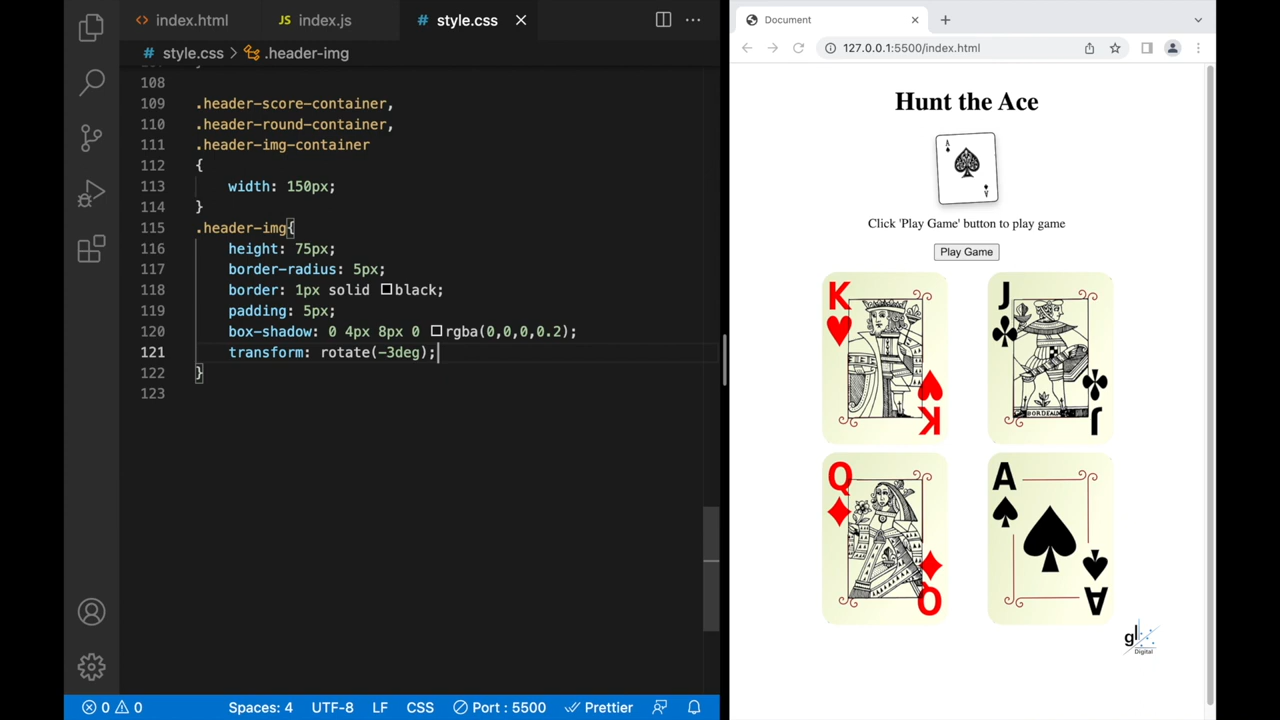 index.html
index.js
style.css
style.css > .header-img
108
109 .header-score-container,
110 .header-round-container,
111 .header-img-container
112 {
113 width: 150px;
114 }
115 .header-img{
116 height: 75px;
117 border-radius: 5px;
118 border: 1px solid black;
119 padding: 5px;
120 box-shadow: 0 4px 8px 0 rgba(0,0,0,0.2);
121 transform: rotate(-3deg);
122 }
123
0 0
Spaces: 4
UTF-8
LF
CSS
Port : 5500
Prettier
Document
127.0.0.1:5500/index.html
Hunt the Ace
A
A
Click 'Play Game' button to play game
Play Game
K
K
J
BORDEAUX
J
Q
Q
A
A
gl
Digital